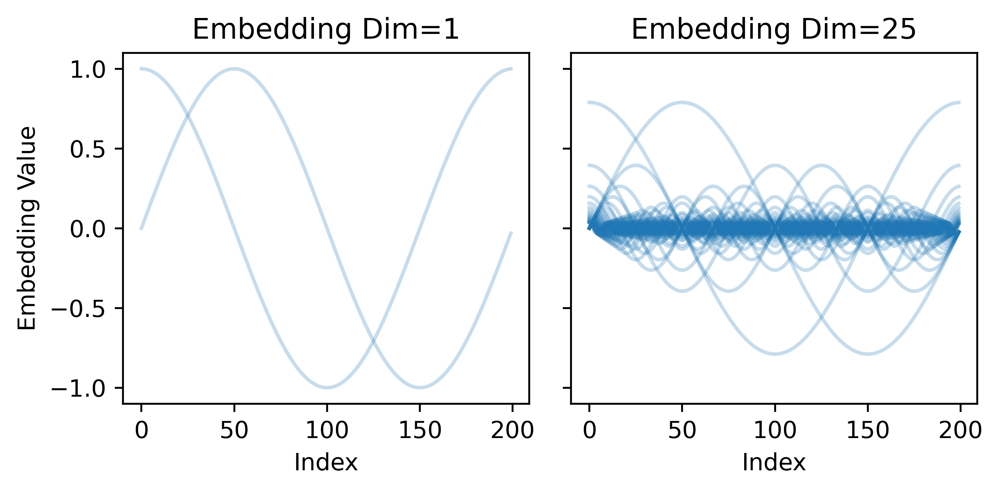 Embedding Dim=1
Embedding Dim=25
Embedding Value
1.0
0.5
0.0
−0.5
−1.0
0 50 100 150 200
0 50 100 150 200
Index
Index